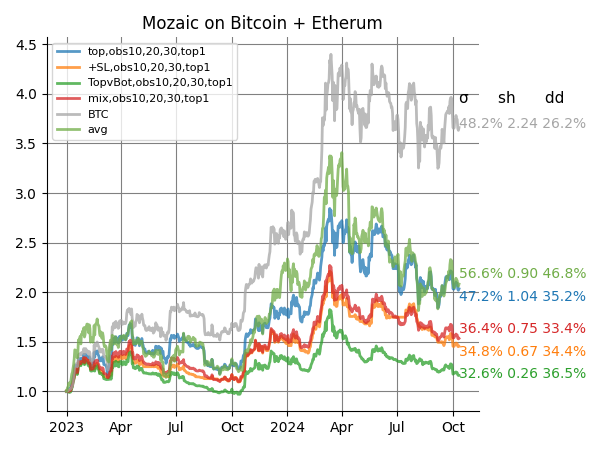 Mozaic on Bitcoin + Etherum
4.5
4.0
3.5
3.0
2.5
2.0
1.5
1.0
top,obs10,20,30,top1
+SL,obs10,20,30,top1
TopvBot,obs10,20,30,top1
mix,obs10,20,30,top1
BTC
avg
σ sh dd
48.2% 2.24 26.2%
56.6% 0.90 46.8%
47.2% 1.04 35.2%
36.4% 0.75 33.4%
34.8% 0.67 34.4%
32.6% 0.26 36.5%
2023 Apr Jul Oct 2024 Apr Jul Oct